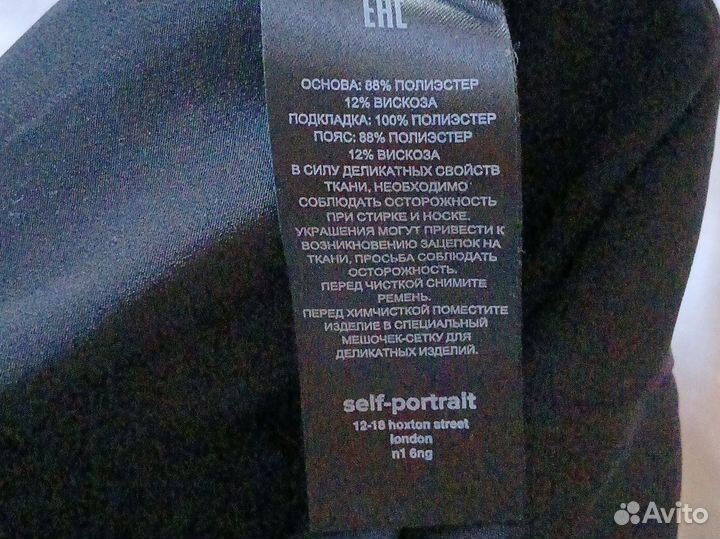 EAC
ОСНОВА: 88% ПОЛИЭСТЕР
12% ВИСКОЗА
ПОДКЛАДКА: 100% ПОЛИЭСТЕР
ПОЯС: 88% ПОЛИЭСТЕР
12% ВИСКОЗА
В СИЛУ ДЕЛИКАТНЫХ СВОЙСТВ
ТКАНИ, НЕОБХОДИМО
СОБЛЮДАТЬ ОСТОРОЖНОСТЬ
ПРИ СТИРКЕ И НОСКЕ.
УКРАШЕНИЯ МОГУТ ПРИВЕСТИ К
ВОЗНИКНОВЕНИЮ ЗАЦЕПОК НА
ТКАНИ, ПРОСЬБА СОБЛЮДАТЬ
ОСТОРОЖНОСТЬ.
ПЕРЕД ЧИСТКОЙ СНИМИТЕ
РЕМЕНЬ.
ПЕРЕД ХИМЧИСТКОЙ ПОМЕСТИТЕ
ИЗДЕЛИЕ В СПЕЦИАЛЬНЫЙ
МЕШОЧЕК-СЕТКУ ДЛЯ
ДЕЛИКАТНЫХ ИЗДЕЛИЙ.
self-portrait
12-18 hoxton street
london
n1 6ng
Avito